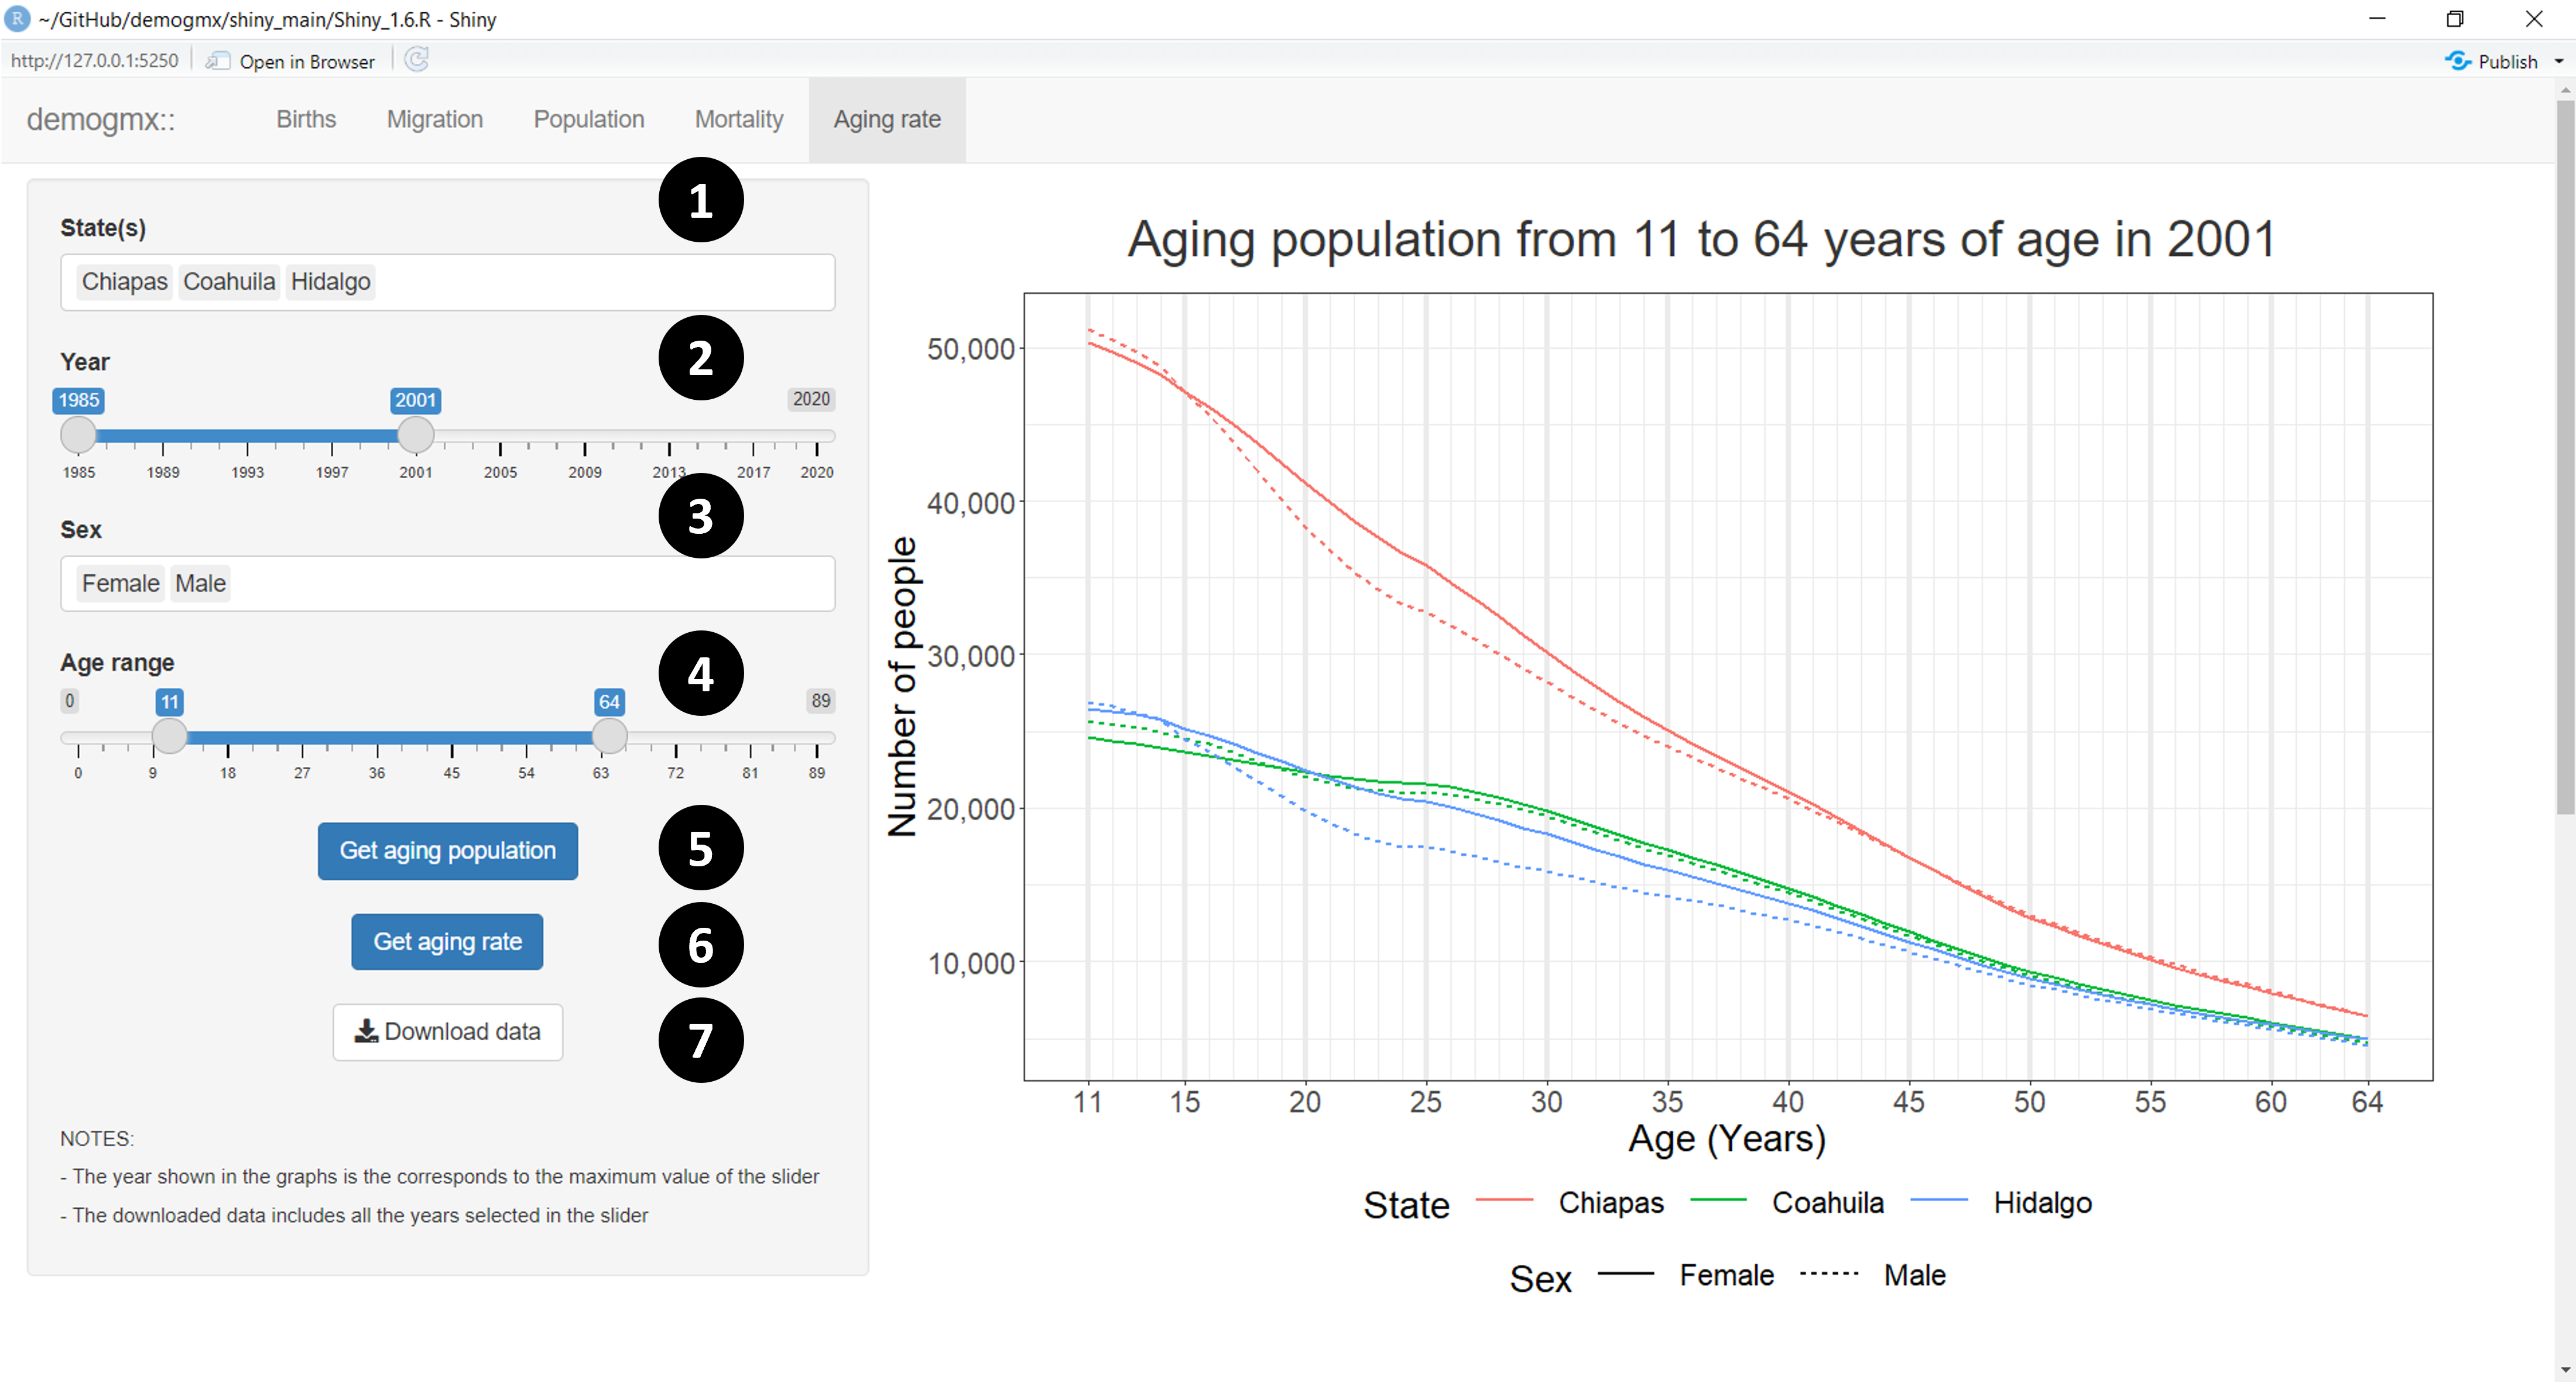 R ~/GitHub/demogmx/shiny_main/Shiny_1.6.R - Shiny
http://127.0.0.1:5250 Open in Browser Publish
demogmx:: Births Migration Population Mortality Aging rate
1
State(s)
Chiapas Coahuila Hidalgo
2
Year
1985 2001 2020
1985 1989 1993 1997 2001 2005 2009 2013 2017 2020
3
Sex
Female Male
4
Age range
0 11 64 89
0 9 18 27 36 45 54 63 72 81 89
Get aging population 5
Get aging rate 6
Download data 7
NOTES:
- The year shown in the graphs is the corresponds to the maximum value of the slider
- The downloaded data includes all the years selected in the slider
Aging population from 11 to 64 years of age in 2001
Number of people
50,000
40,000
30,000
20,000
10,000
11 15 20 25 30 35 40 45 50 55 60 64
Age (Years)
State Chiapas Coahuila Hidalgo
Sex Female Male